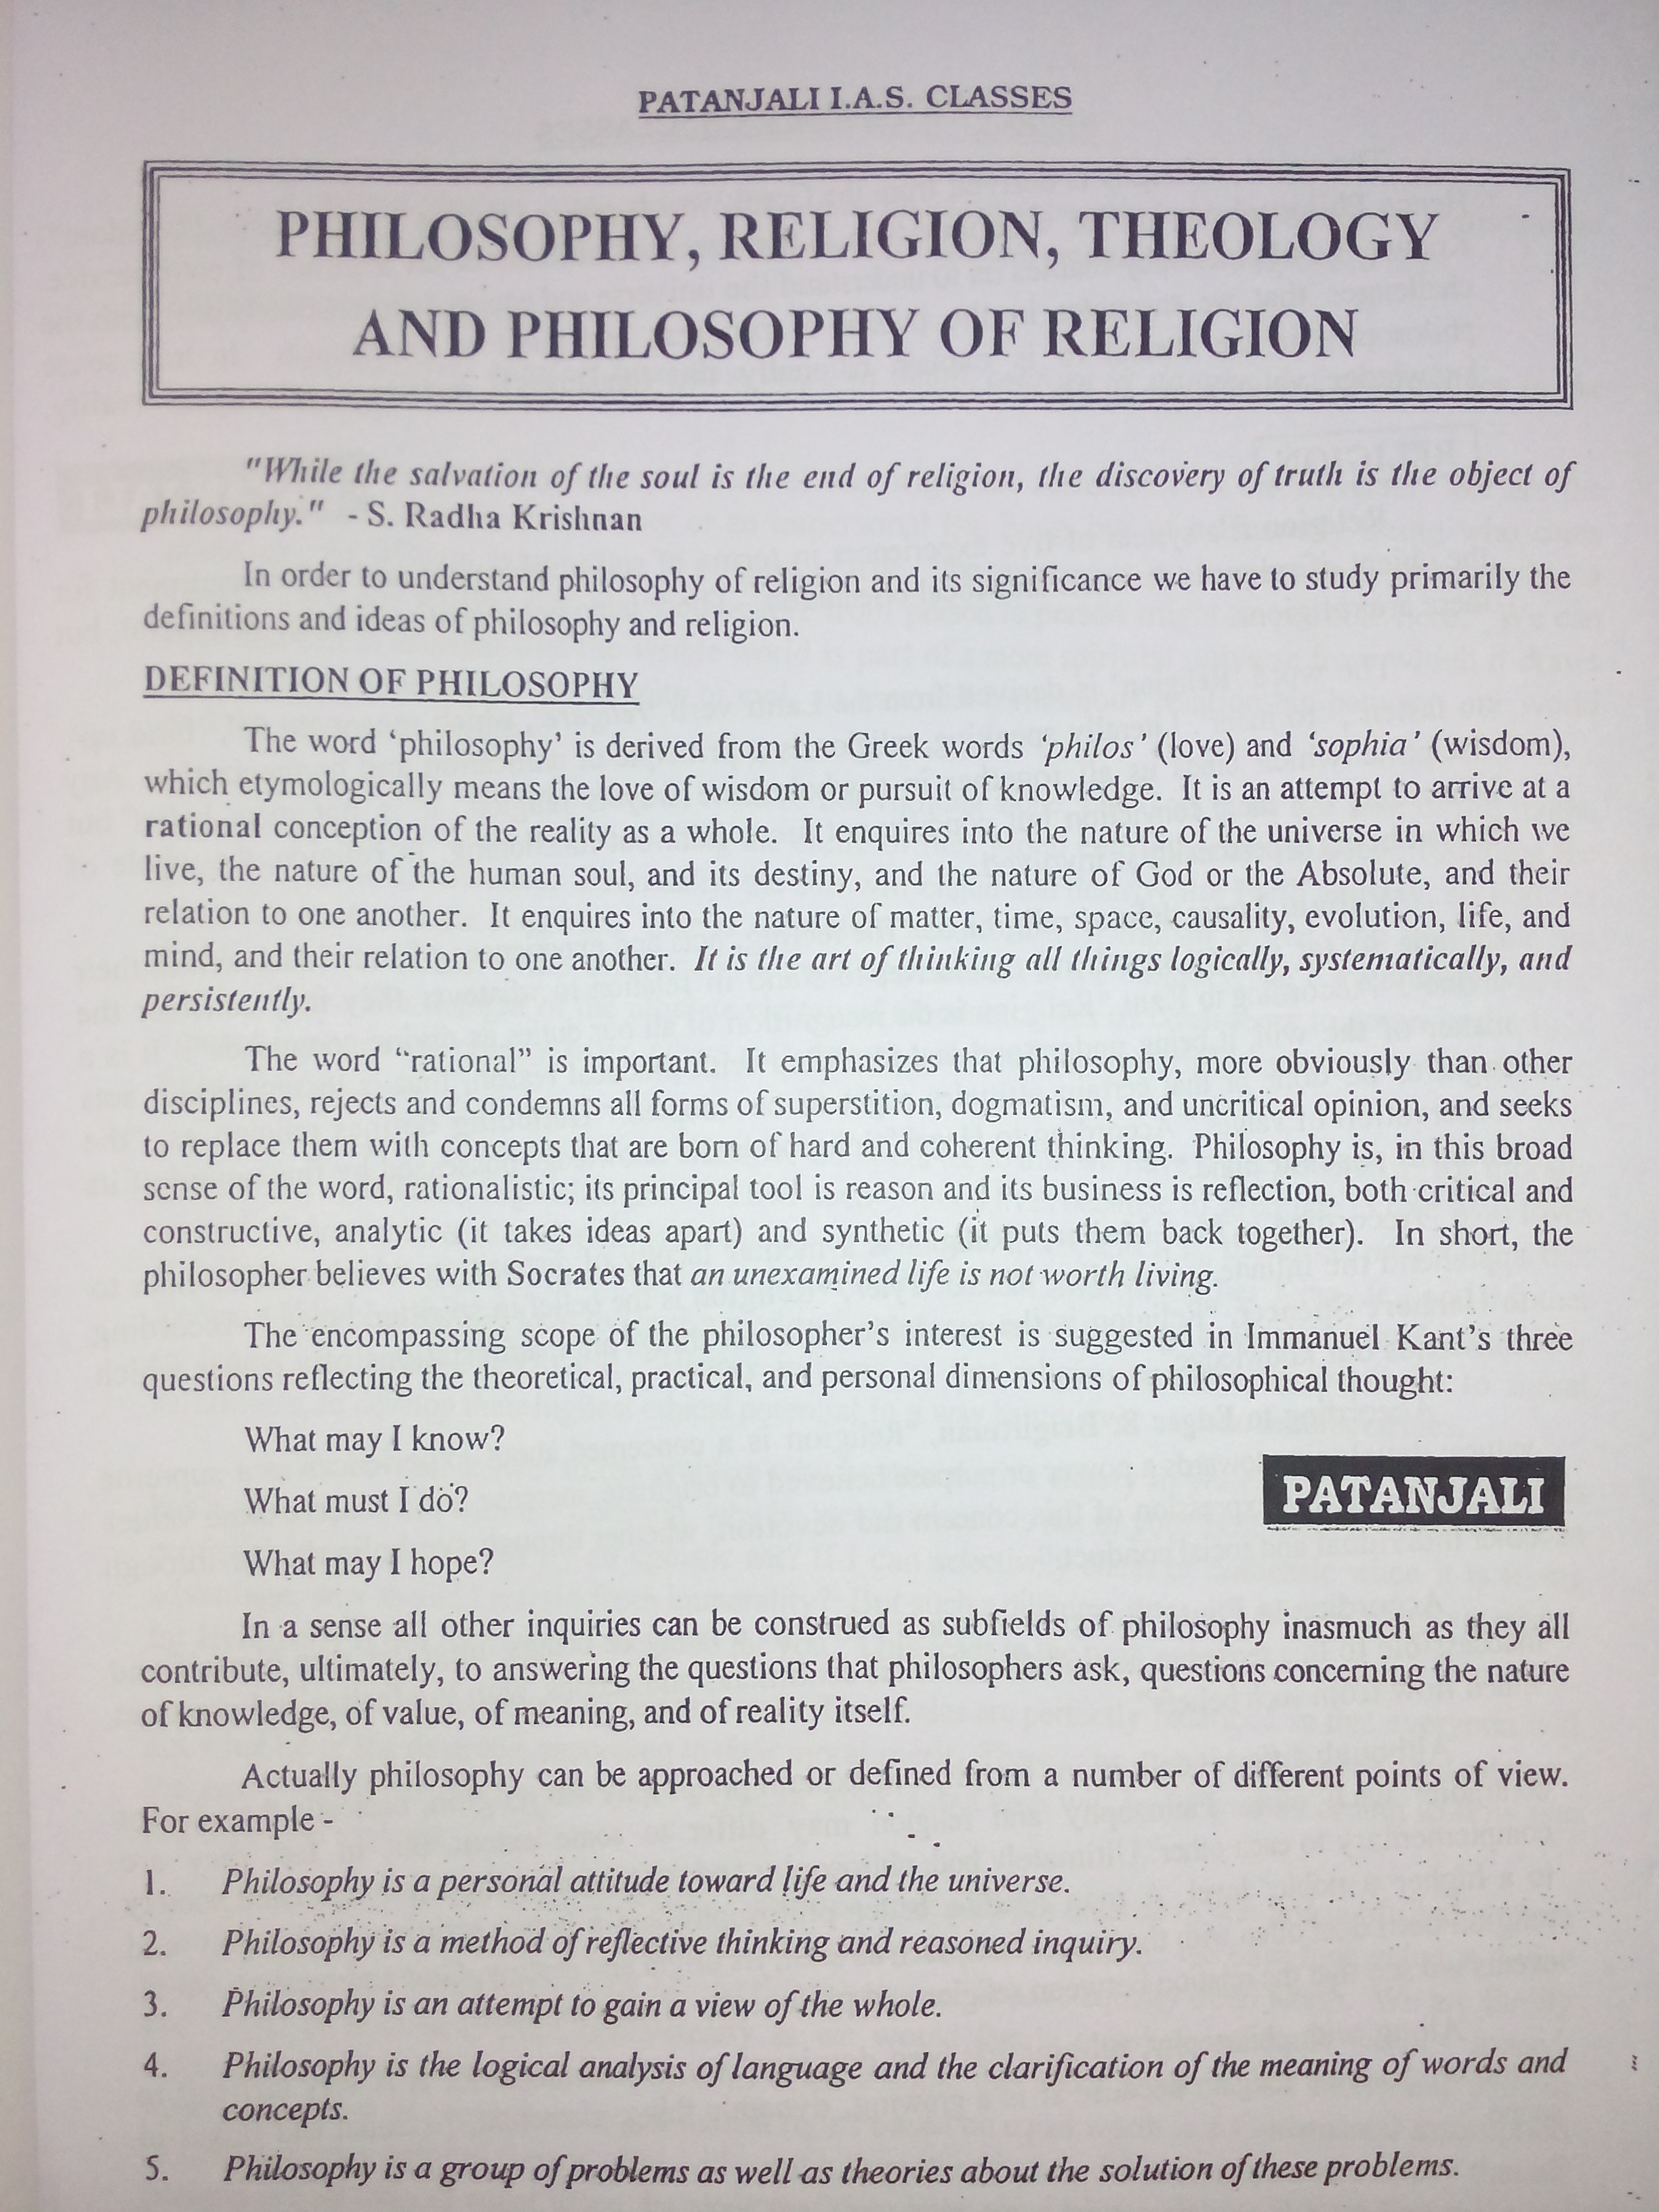 PATANJALI I.A.S. CLASSES
PHILOSOPHY, RELIGION, THEOLOGY
AND PHILOSOPHY OF RELIGION
"While the salvation of the soul is the end of religion, the discovery of truth is the object of
philosophy." - S. Radha Krishnan
In order to understand philosophy of religion and its significance we have to study primarily the
definitions and ideas of philosophy and religion.
DEFINITION OF PHILOSOPHY
The word ‘philosophy’ is derived from the Greek words ‘philos’ (love) and ‘sophia’ (wisdom),
which etymologically means the love of wisdom or pursuit of knowledge. It is an attempt to arrive at a
rational conception of the reality as a whole. It enquires into the nature of the universe in which we
live, the nature of the human soul, and its destiny, and the nature of God or the Absolute, and their
relation to one another. It enquires into the nature of matter, time, space, causality, evolution, life, and
mind, and their relation to one another. It is the art of thinking all things logically, systematically, and
persistently.
The word “rational” is important. It emphasizes that philosophy, more obviously than other
disciplines, rejects and condemns all forms of superstition, dogmatism, and uncritical opinion, and seeks
to replace them with concepts that are born of hard and coherent thinking. Philosophy is, in this broad
sense of the word, rationalistic; its principal tool is reason and its business is reflection, both critical and
constructive, analytic (it takes ideas apart) and synthetic (it puts them back together). In short, the
philosopher believes with Socrates that an unexamined life is not worth living.
The encompassing scope of the philosopher’s interest is suggested in Immanuel Kant’s three
questions reflecting the theoretical, practical, and personal dimensions of philosophical thought:
What may I know?
What must I do?
PATANJALI
What may I hope?
In a sense all other inquiries can be construed as subfields of philosophy inasmuch as they all
contribute, ultimately, to answering the questions that philosophers ask, questions concerning the nature
of knowledge, of value, of meaning, and of reality itself.
Actually philosophy can be approached or defined from a number of different points of view.
For example -
1. Philosophy is a personal attitude toward life and the universe.
2. Philosophy is a method of reflective thinking and reasoned inquiry.
3. Philosophy is an attempt to gain a view of the whole.
4. Philosophy is the logical analysis of language and the clarification of the meaning of words and
concepts.
5. Philosophy is a group of problems as well as theories about the solution of these problems.